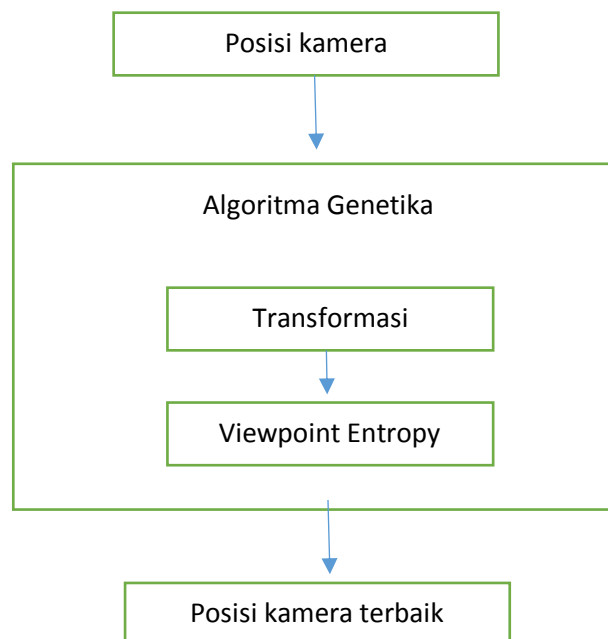 Posisi kamera
Algoritma Genetika
Transformasi
Viewpoint Entropy
Posisi kamera terbaik